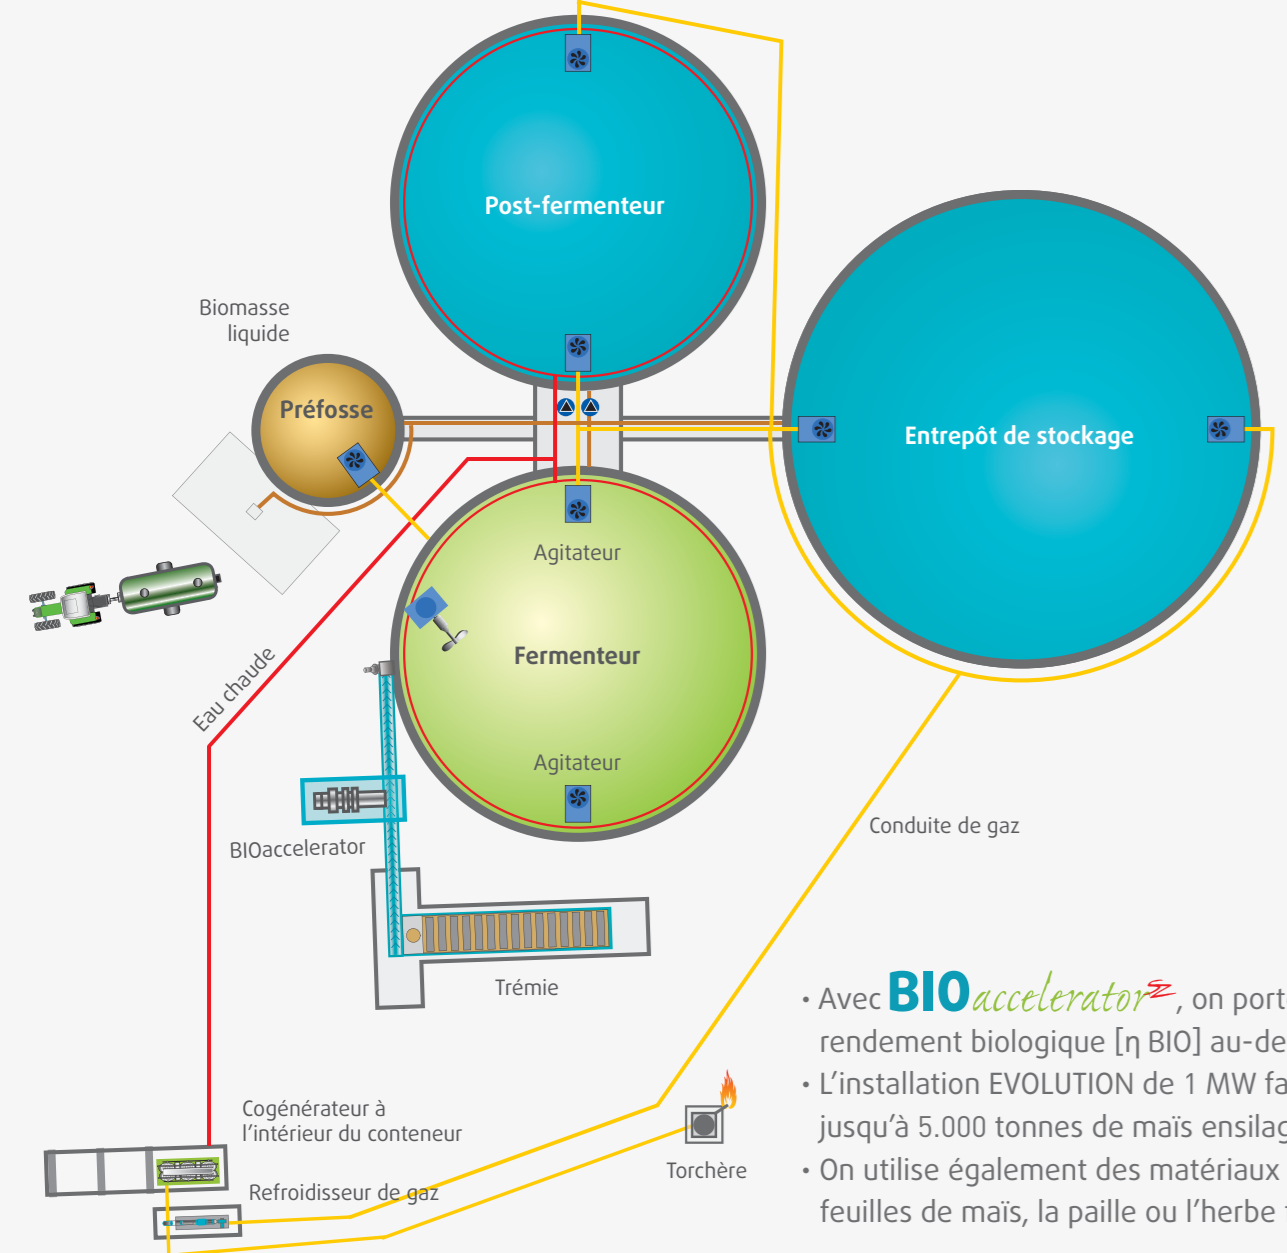 Post-fermenteur
Biomasse
liquide
Préfosse
Entrepôt de stockage
Agitateur
Fermenteur
Eau chaude
Agitateur
Conduite de gaz
BIOaccelerator
Trémie
• Avec BIOaccelerator, on port
rendement biologique [η BIO] au-de
• L’installation EVOLUTION de 1 MW fa
jusqu’à 5.000 tonnes de maïs ensilag
• On utilise également des matériaux
feuilles de maïs, la paille ou l’herbe
Cogénérateur à
l’intérieur du conteneur
Torchère
Refroidisseur de gaz